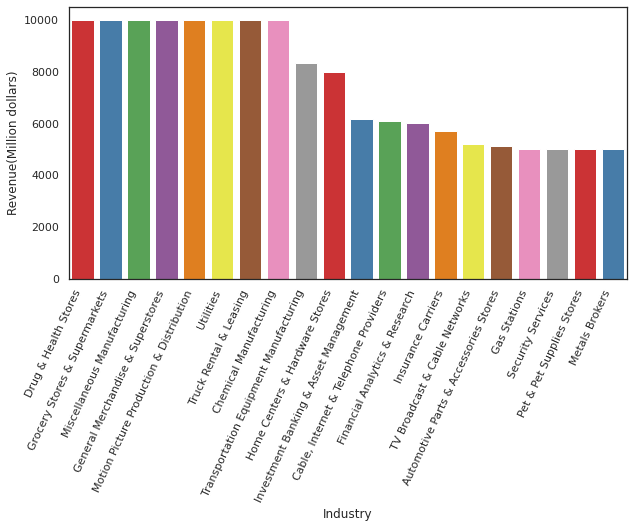 10000
8000
6000
4000
2000
0
Revenue(Million dollars)
Drug & Health Stores
Grocery Stores & Supermarkets
Miscellaneous Manufacturing
General Merchandise & Superstores
Motion Picture Production & Distribution
Utilities
Truck Rental & Leasing
Chemical Manufacturing
Transportation Equipment Manufacturing
Home Centers & Hardware Stores
Investment Banking & Asset Management
Cable, Internet & Telephone Providers
Financial Analytics & Research
Insurance Carriers
TV Broadcast & Cable Networks
Automotive Parts & Accessories Stores
Gas Stations
Security Services
Pet & Pet Supplies Stores
Metals Brokers
Industry